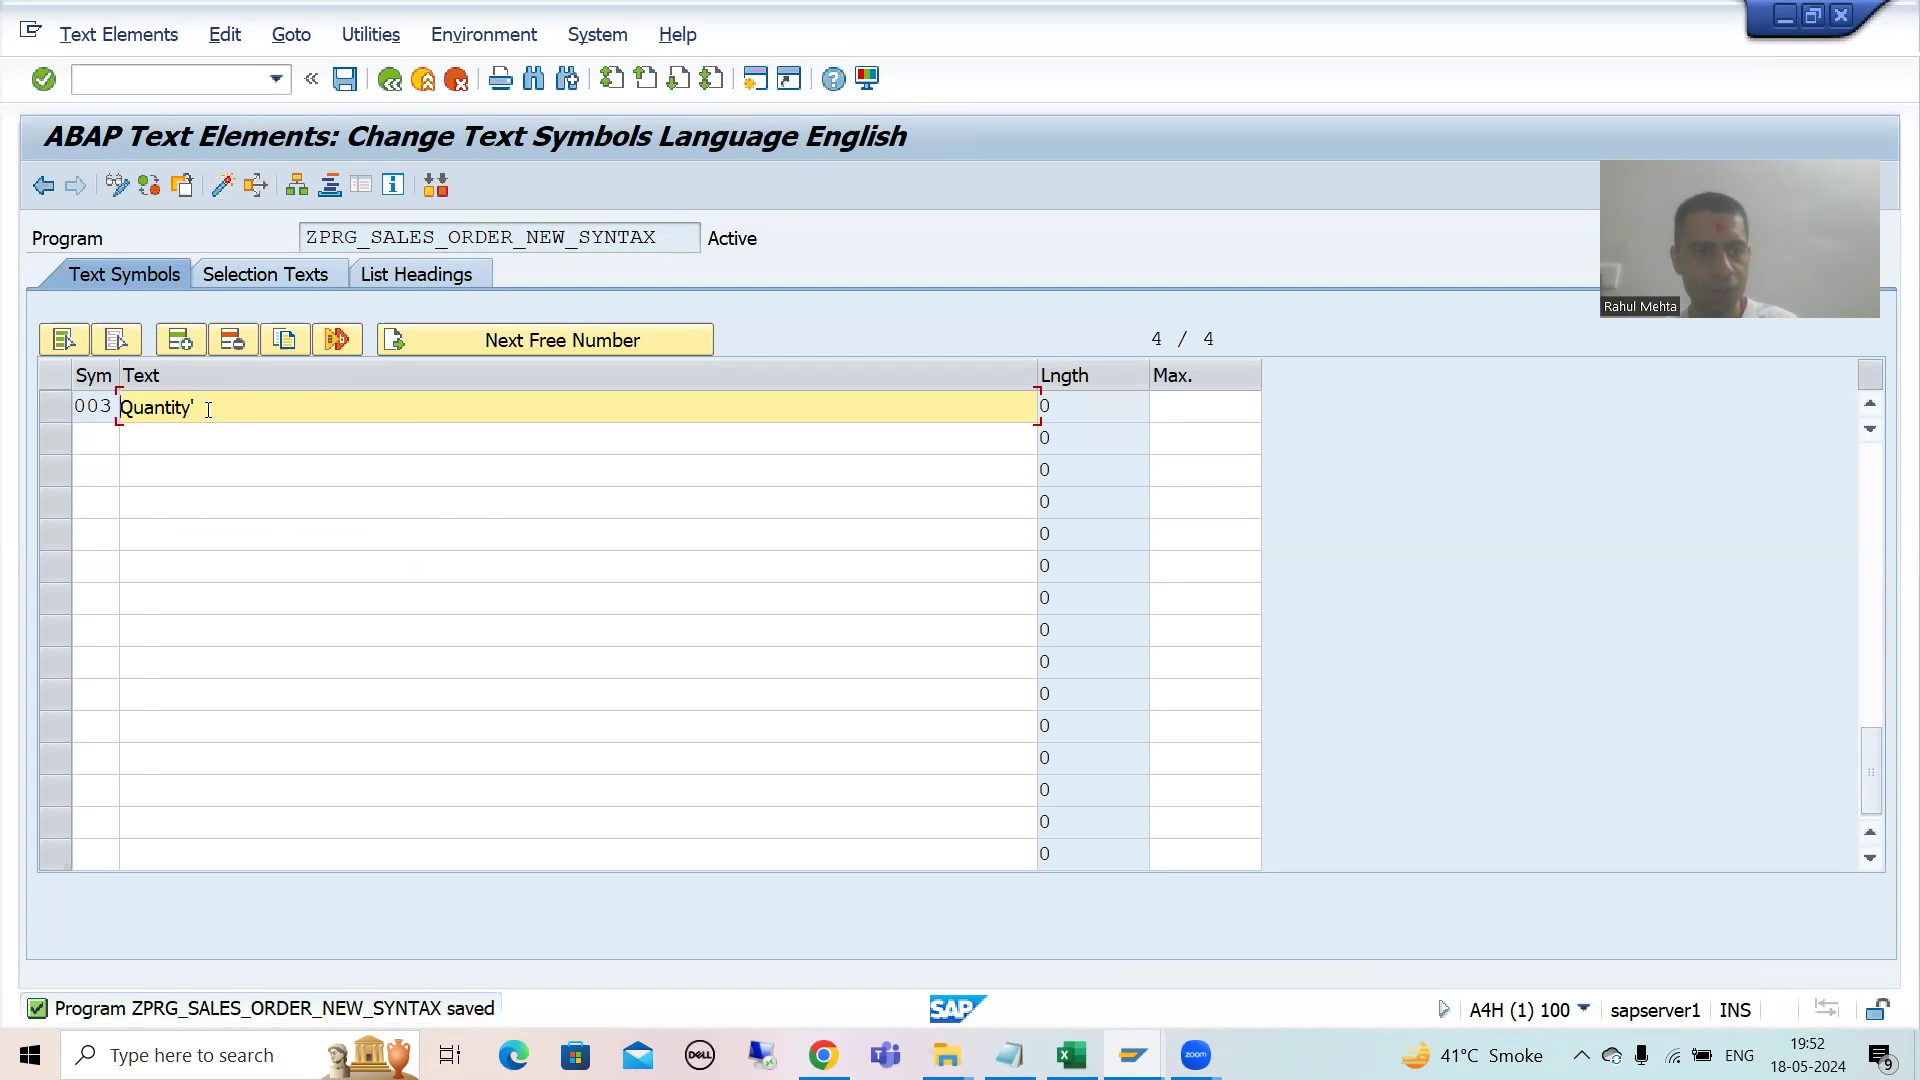 Text Elements Edit Goto Utilities Environment System Help
ABAP Text Elements: Change Text Symbols Language English
Program ZPRG_SALES_ORDER_NEW_SYNTAX Active
Rahul Mehta
Text Symbols Selection Texts List Headings
Next Free Number 4 / 4
Sym Text Lngth Max.
003 Quantity' 0
0
0
0
0
0
0
0
0
0
0
0
0
0
0
Program ZPRG_SALES_ORDER_NEW_SYNTAX saved SAP A4H (1) 100 sapserver1 INS
Type here to search DELL zoom 41°C Smoke ENG 19:52
18-05-2024 9